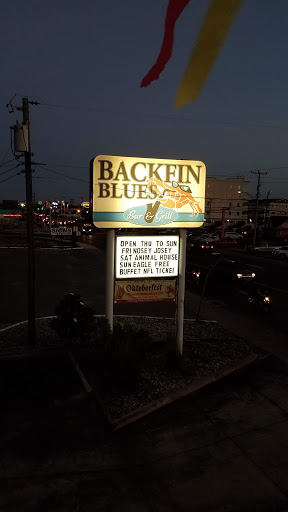 BACKFIN
BLUES
Bar & Grill
OPEN THU TO SUN
FRI NOSEY JOSEY
SAT ANIMAL HOUSE
SUN EAGLE FREE
BUFFET NFL TICKET
Oktoberfest
SIGNS